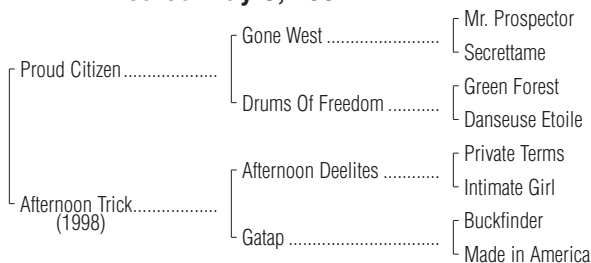 Mr. Prospector
Gone West
Secrettame
Proud Citizen
Green Forest
Drums Of Freedom
Danseuse Etoile
Private Terms
Afternoon Deelites
Intimate Girl
Afternoon Trick
(1998)
Buckfinder
Gatap
Made in America